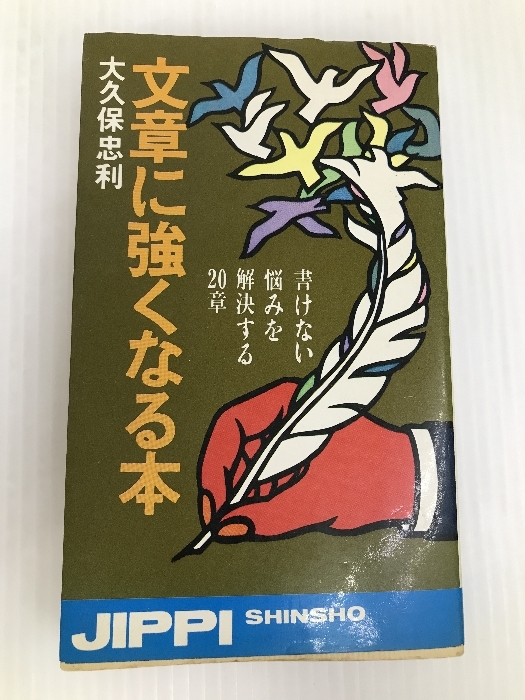 文章に強くなる本
大久保忠利
書けない
悩みを
解決する
20章
JIPPI SHINSHO